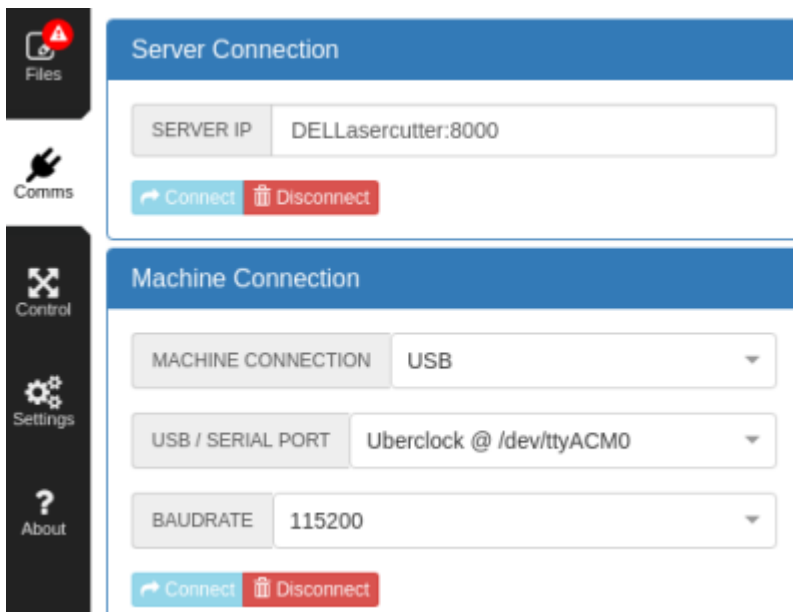 Files
Comms
Control
Settings
? About
Server Connection
SERVER IP DELLasercutter:8000
Connect Disconnect
Machine Connection
MACHINE CONNECTION USB
USB / SERIAL PORT Uberclock @ /dev/ttyACM0
BAUDRATE 115200
Connect Disconnect